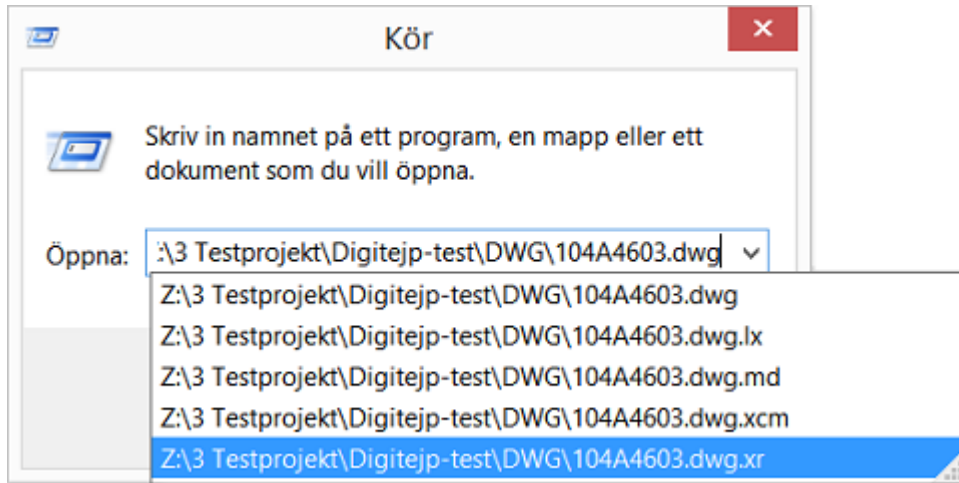 Kör
Skriv in namnet på ett program, en mapp eller ett
dokument som du vill öppna.
Öppna: :\3 Testprojekt\Digitejp-test\DWG\104A4603.dwg
Z:\3 Testprojekt\Digitejp-test\DWG\104A4603.dwg
Z:\3 Testprojekt\Digitejp-test\DWG\104A4603.dwg.lx
Z:\3 Testprojekt\Digitejp-test\DWG\104A4603.dwg.md
Z:\3 Testprojekt\Digitejp-test\DWG\104A4603.dwg.xcm
Z:\3 Testprojekt\Digitejp-test\DWG\104A4603.dwg.xr